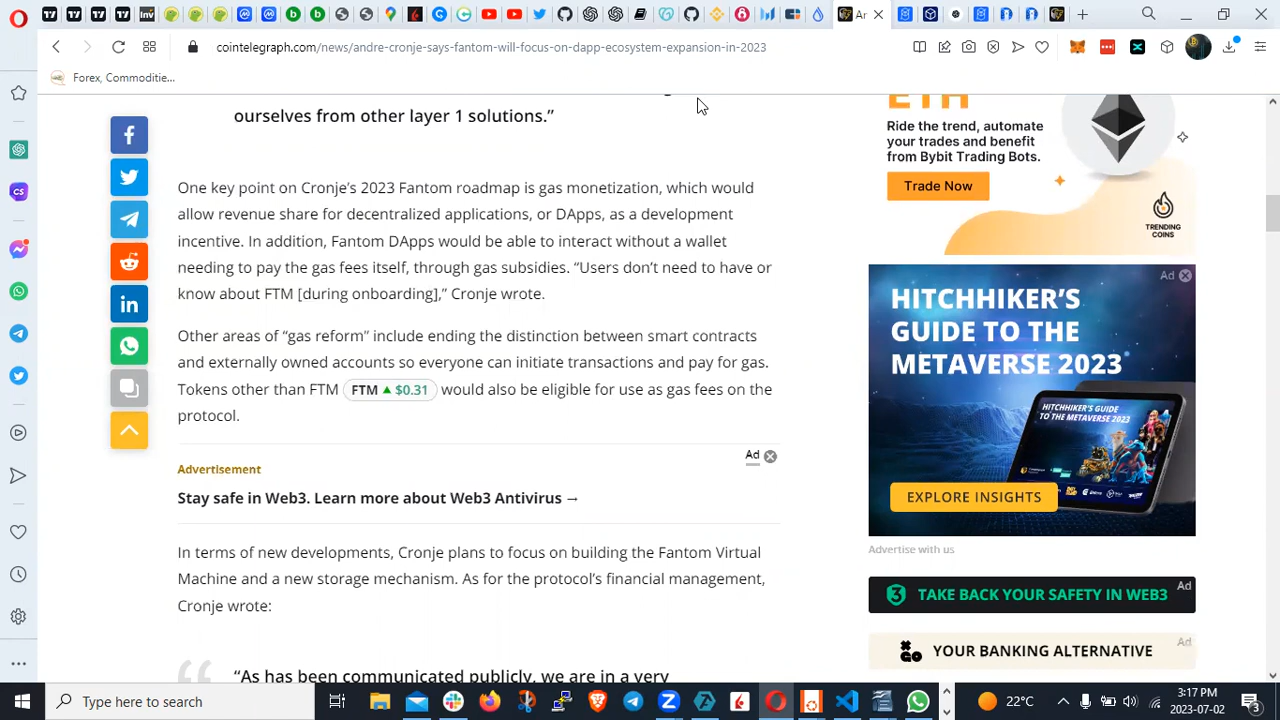 Ar
cointelegraph.com/news/andre-cronje-says-fantom-will-focus-on-dapp-ecosystem-expansion-in-2023
Forex, Commoditie...
ourselves from other layer 1 solutions.”
One key point on Cronje’s 2023 Fantom roadmap is gas monetization, which would
allow revenue share for decentralized applications, or DApps, as a development
incentive. In addition, Fantom DApps would be able to interact without a wallet
needing to pay the gas fees itself, through gas subsidies. “Users don’t need to have or
know about FTM [during onboarding],” Cronje wrote.
Other areas of “gas reform” include ending the distinction between smart contracts
and externally owned accounts so everyone can initiate transactions and pay for gas.
Tokens other than FTM FTM $0.31 would also be eligible for use as gas fees on the
protocol.
Ad
Advertisement
Stay safe in Web3. Learn more about Web3 Antivirus →
In terms of new developments, Cronje plans to focus on building the Fantom Virtual
Machine and a new storage mechanism. As for the protocol’s financial management,
Cronje wrote:
“As has been communicated publicly, we are in a very
ETH
Ride the trend, automate
your trades and benefit
from Bybit Trading Bots.
Trade Now
TRENDING
COINS
Ad
HITCHHIKER’S
GUIDE TO THE
METAVERSE 2023
HITCHHIKER’S
GUIDE TO THE
METAVERSE 2023
EXPLORE INSIGHTS
Advertise with us
TAKE BACK YOUR SAFETY IN WEB3
Ad
YOUR BANKING ALTERNATIVE
Ad
Type here to search
22°C
3:17 PM
2023-07-02